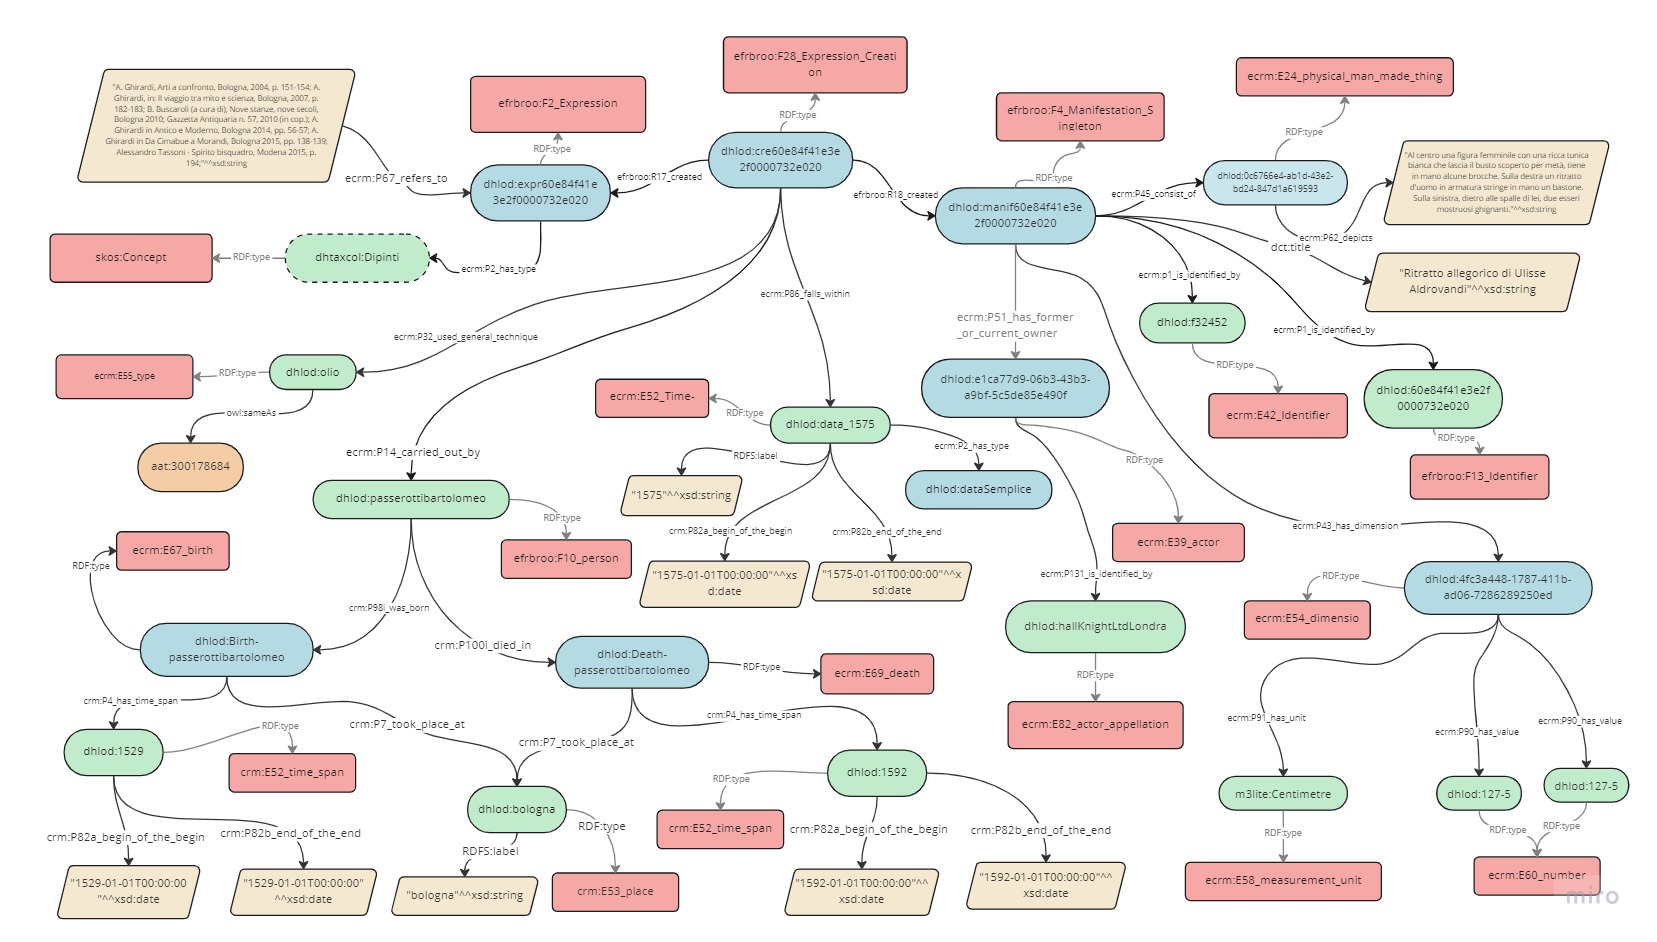 efrbroo:F28_Expression_Creati
on
ecrm:E24_physical_man_made_thing
"A. Ghirardi, Arti a confronto, Bologna, 2004, p. 151-154; A.
Ghirardi, in: Il viaggio tra mito e scienza, Bologna, 2007, p.
182-183; B. Buscaroli (a cura di), Nove stanze, nove secoli,
Bologna 2010; Gazzetta Antiquaria n. 57, 2010 (in cop.); A.
Ghirardi in Antico e Moderno, Bologna 2014, pp. 56-57; A.
Ghirardi in Da Cimabue a Morandi, Bologna 2015, pp. 138-139;
Alessandro Tassoni - Spirito bisquadro, Modena 2015, p.
194;"^^xsd:string
efrbroo:F2_Expression
RDF:type
efrbroo:F4_Manifestation_S
ingleton
RDF:type
RDF:type
dhlod:cre60e84f41e3e
2f0000732e020
"Al centro una figura femminile con una ricca tunica
bianca che lascia il busto scoperto per metà, tiene
in mano alcune brocche. Sulla destra un ritratto
d'uomo in armatura stringe in mano un bastone.
Sulla sinistra, dietro alle spalle di lei, due esseri
mostruosi ghignanti."^^xsd:string
ecrm:P67_refers_to
dhlod:expr60e84f41e
3e2f0000732e020
efrbroo:R17_created
efrbroo:R18_created
RDF:type
dhlod:manif60e84f41e3e
2f0000732e020
ecrm:P45_consist_of
dhlod:0c6766e4-ab1d-43e2-
bd24-847d1a619593
ecrm:P62_depicts
dct:title
skos:Concept
RDF:type
dhtaxcol:Dipinti
ecrm:P2_has_type
ecrm:p1_is_identified_by
"Ritratto allegorico di Ulisse
Aldrovandi"^^xsd:string
ecrm:P86_falls_within
ecrm:P51_has_former
_or_current_owner
dhlod:f32452
ecrm:P1_is_identified_by
ecrm:P32_used_general_technique
ecrm:E55_type
RDF:type
dhlod:olio
RDF:type
dhlod:e1ca77d9-06b3-43b3-
a9bf-5c5de85e490f
dhlod:60e84f41e3e2f
0000732e020
ecrm:E52_Time-
RDF:type
owl:sameAs
dhlod:data_1575
ecrm:E42_Identifier
RDF:type
ecrm:P14_carried_out_by
aat:300178684
RDFS:label
ecrm:P2_has_type
RDF:type
efrbroo:F13_Identifier
dhlod:passerottibartolomeo
"1575"^^xsd:string
dhlod:dataSemplice
RDF:type
crm:P82a_begin_of_the_begin
crm:P82b_end_of_the_end
ecrm:P43_has_dimension
ecrm:E67_birth
efrbroo:F10_person
ecrm:E39_actor
RDF:type
"1575-01-01T00:00:00"^^xs
d:date
"1575-01-01T00:00:00"^^x
sd:date
ecrm:P131_is_identified_by
RDF:type
dhlod:4fc3a448-1787-411b-
ad06-7286289250ed
crm:P98i_was_born
dhlod:hallKnightLtdLondra
ecrm:E54_dimensio
dhlod:Birth-
passerottibartolomeo
crm:P100i_died_in
dhlod:Death-
passerottibartolomeo
RDF:type
ecrm:E69_death
RDF:type
crm:P4_has_time_span
crm:P7_took_place_at
crm:P4_has_time_span
ecrm:E82_actor_appellation
ecrm:P91_has_unit
ecrm:P90_has_value
ecrm:P90_has_value
RDF:type
dhlod:1529
crm:P7_took_place_at
crm:E52_time_span
RDF:type
dhlod:1592
m3lite:Centimetre
dhlod:127-5
dhlod:127-5
dhlod:bologna
crm:P82a_begin_of_the_begin
crm:P82b_end_of_the_end
RDF:type
crm:E52_time_span
crm:P82a_begin_of_the_begin
crm:P82b_end_of_the_end
RDF:type
RDF:type
RDF:type
RDFS:label
"1529-01-01T00:00:00
"^^xsd:date
"1529-01-01T00:00:00"
^^xsd:date
"bologna"^^xsd:string
crm:E53_place
"1592-01-01T00:00:00"^^
xsd:date
"1592-01-01T00:00:00"^^
xsd:date
ecrm:E58_measurement_unit
ecrm:E60_number
miro